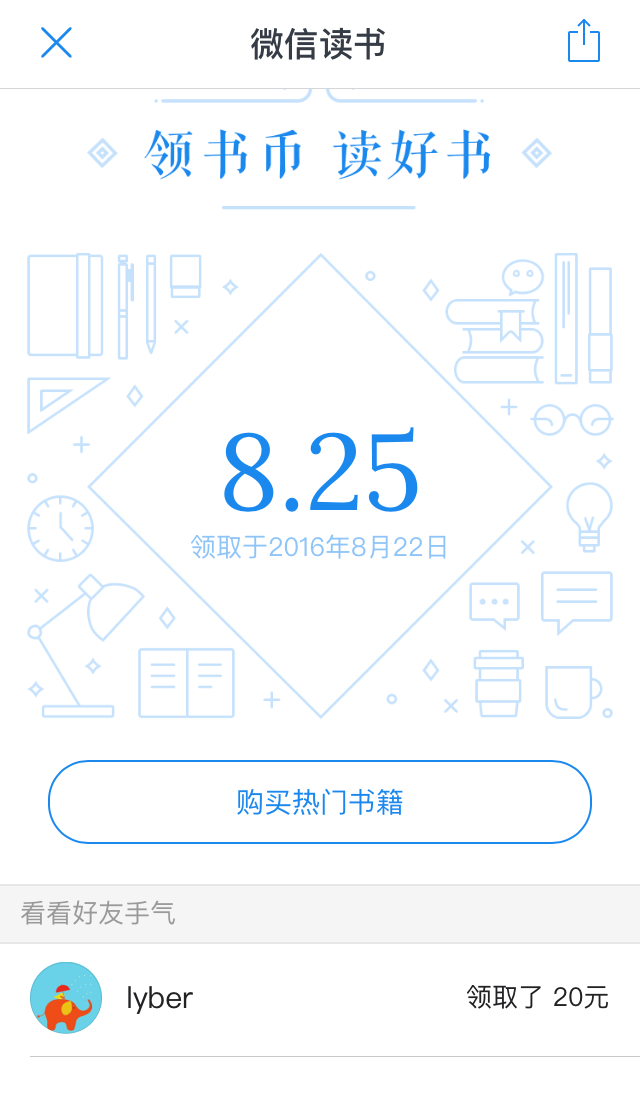 微信读书
领书币 读好书
8.25
领取于2016年8月22日
购买热门书籍
看看好友手气
lyber
领取了 20元